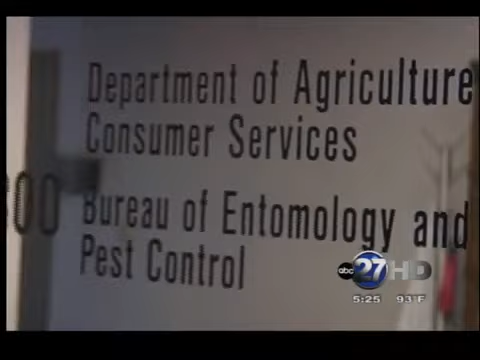 Department of Agriculture
Consumer Services
Bureau of Entomology and
Pest Control
abc 27 HD
5:25 93°F